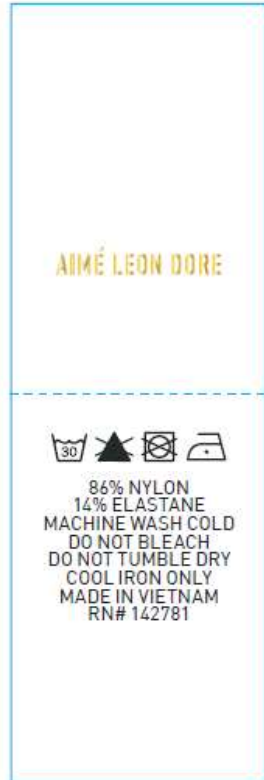 AIMÉ LEON DORE
30
86% NYLON
14% ELASTANE
MACHINE WASH COLD
DO NOT BLEACH
DO NOT TUMBLE DRY
COOL IRON ONLY
MADE IN VIETNAM
RN# 142781